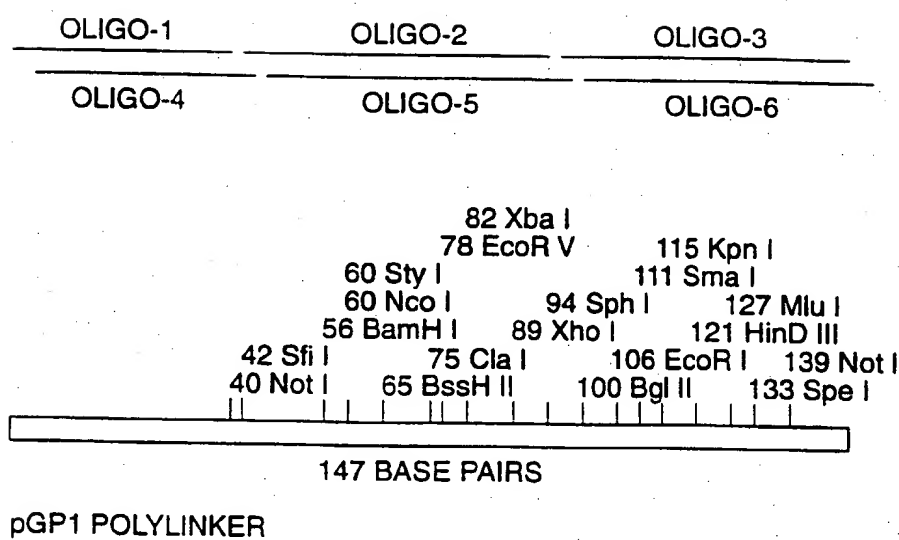 OLIGO-1 OLIGO-2 OLIGO-3
OLIGO-4 OLIGO-5 OLIGO-6
82 Xba I
78 EcoR V 115 Kpn I
60 Sty I 111 Sma I
60 Nco I 94 Sph I 127 Mlu I
56 BamH I 89 Xho I 121 HinD III
42 Sfi I 75 Cla I 106 EcoR I 139 Not I
40 Not I 65 BssH II 100 Bgl II 133 Spe I
147 BASE PAIRS
pGP1 POLYLINKER